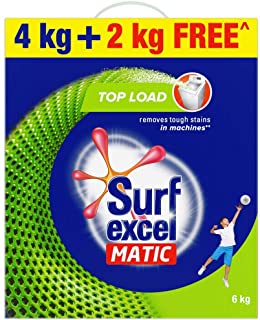 4 kg + 2 kg FREE^
TOP LOAD
removes tough stains
in machines**
Surf
excel
MATIC
6 kg